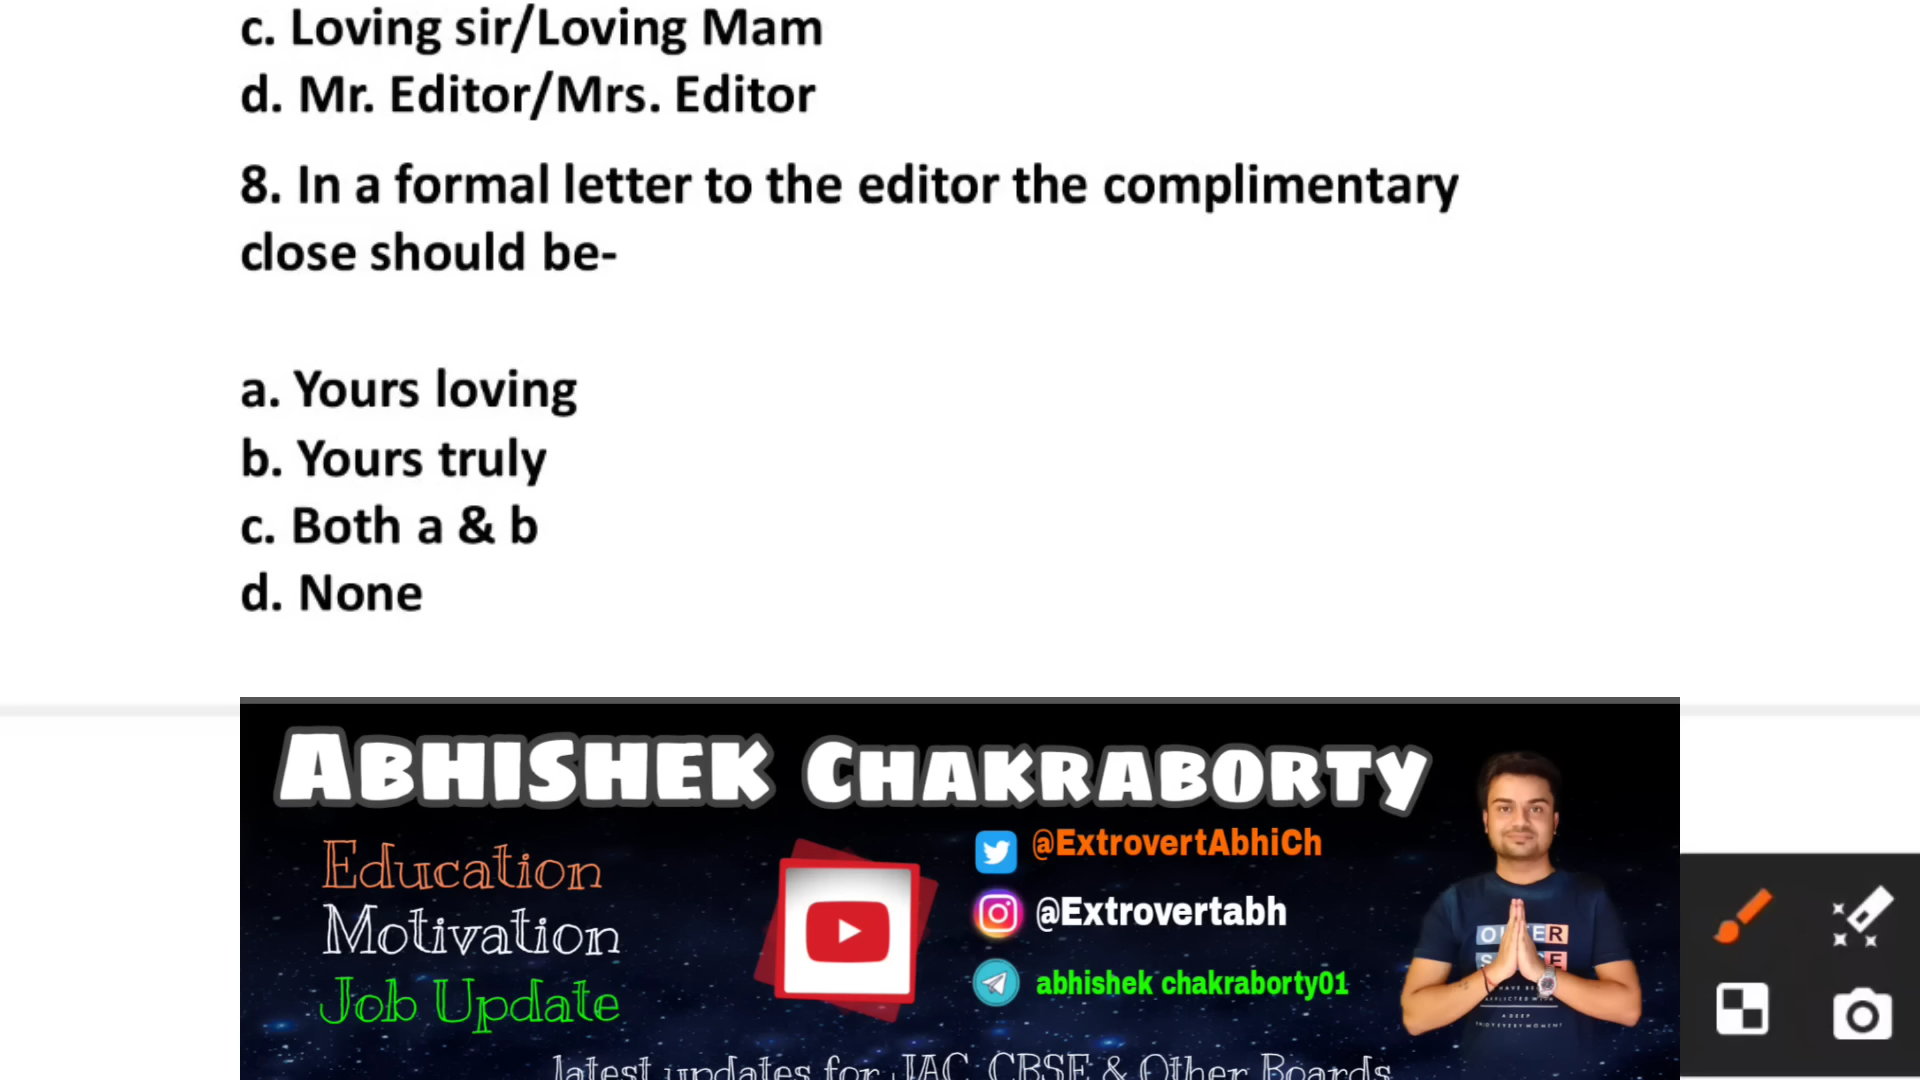 c. Loving sir/Loving Mam
d. Mr. Editor/Mrs. Editor
8. In a formal letter to the editor the complimentary
close should be-
a. Yours loving
b. Yours truly
c. Both a & b
d. None
ABHISHEK CHAKRABORTY
Education
Motivation
Job Update
@ExtrovertAbhiCh
@Extrovertabh
abhishek chakraborty01
latest updates for JAC, CBSE & Other Boards